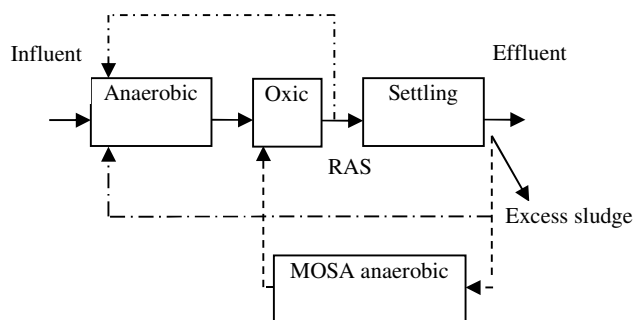 Influent
Effluent
Anaerobic
Oxic
Settling
RAS
Excess sludge
MOSA anaerobic